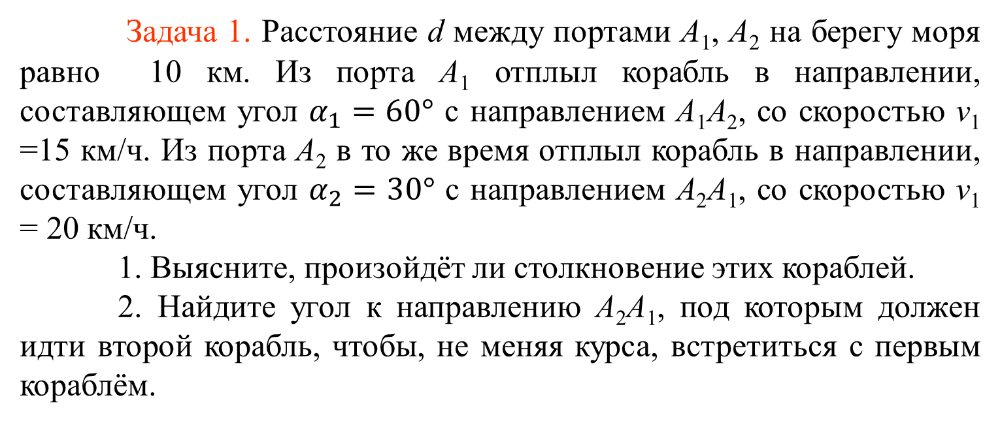 Задача 1. Расстояние d между портами A₁, A₂ на берегу моря
равно 10 км. Из порта A₁ отплыл корабль в направлении,
составляющем угол α₁ = 60° с направлением A₁A₂, со скоростью v₁
=15 км/ч. Из порта A₂ в то же время отплыл корабль в направлении,
составляющем угол α₂ = 30° с направлением A₂A₁, со скоростью v₁
= 20 км/ч.
1. Выясните, произойдёт ли столкновение этих кораблей.
2. Найдите угол к направлению A₂A₁, под которым должен
идти второй корабль, чтобы, не меняя курса, встретиться с первым
кораблём.